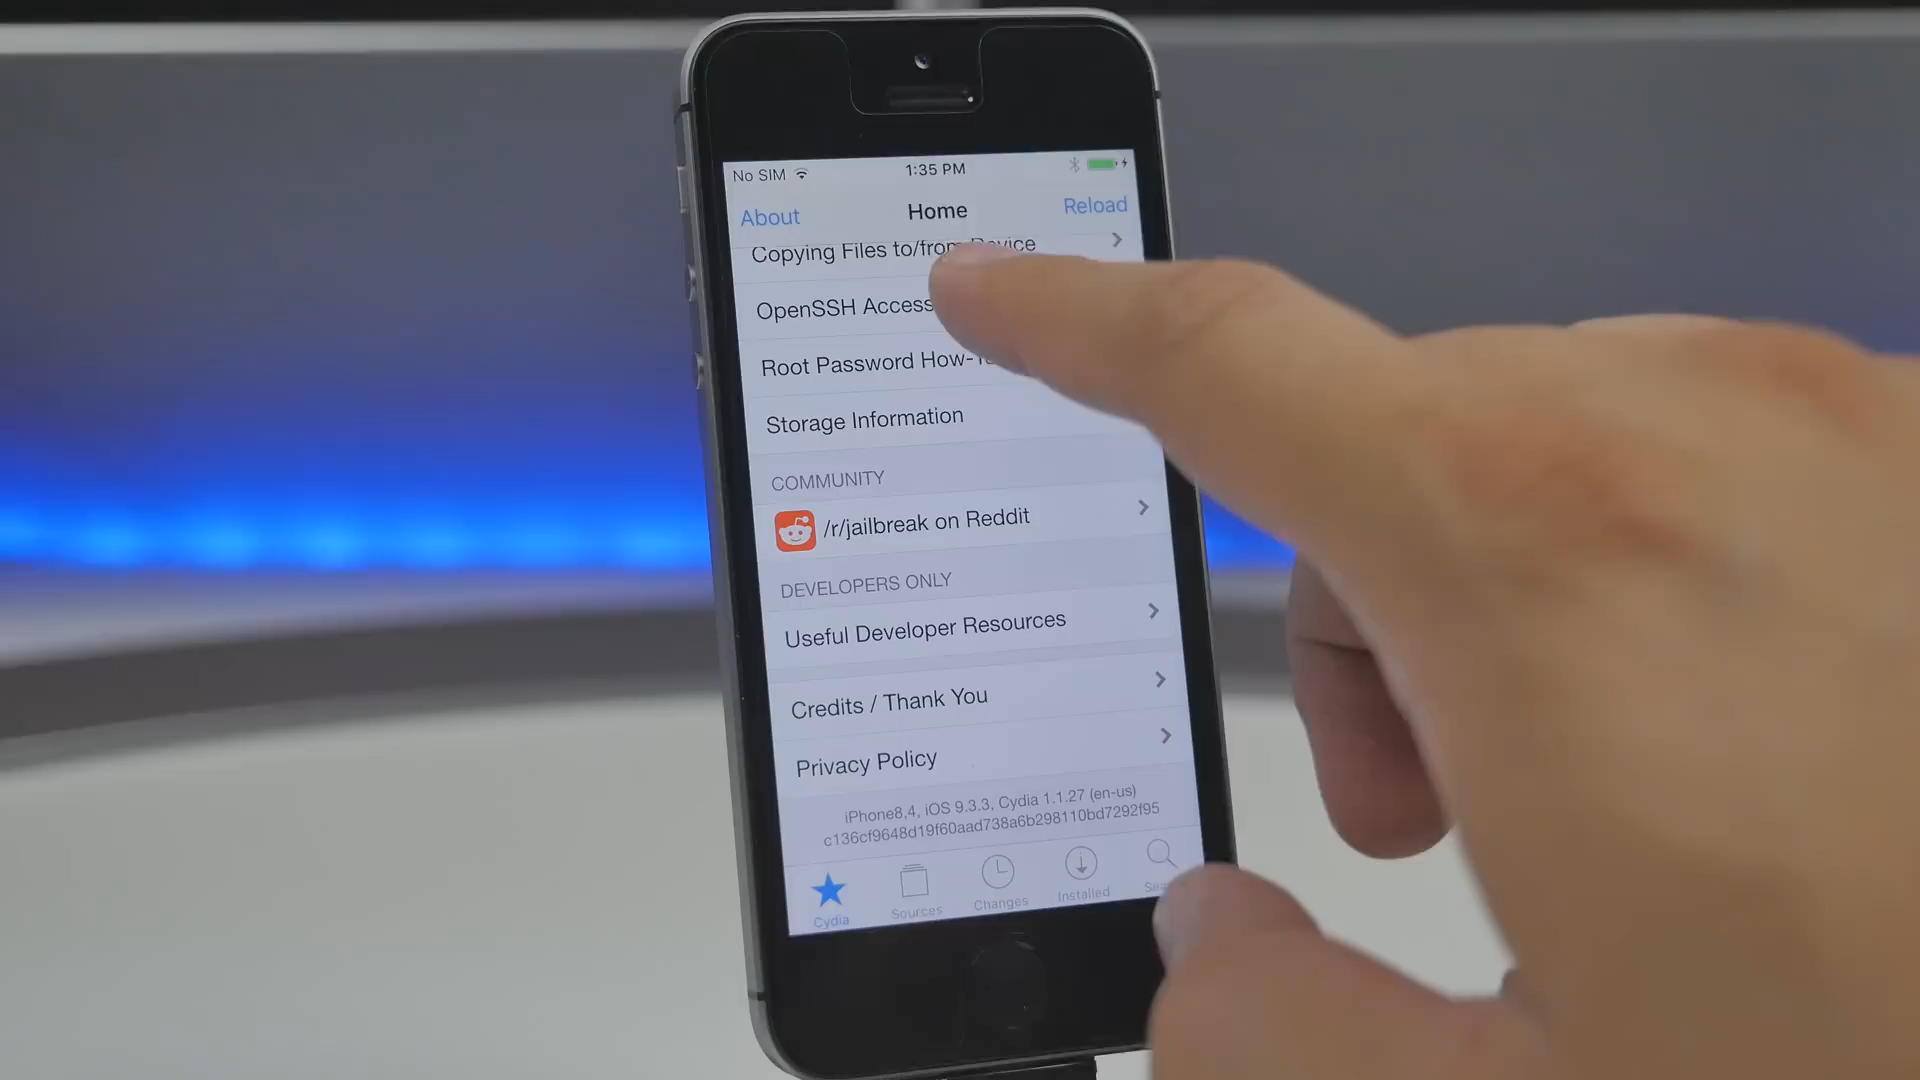 No SIM
1:35 PM
About
Home
Reload
Copying Files to/from Device
OpenSSH Access
Root Password How-
Storage Information
COMMUNITY
/r/jailbreak on Reddit
DEVELOPERS ONLY
Useful Developer Resources
Credits / Thank You
Privacy Policy
iPhone8,4, iOS 9.3.3, Cydia 1.1.27 (en-us)
c136cf9648d19f60aad738a6b298110bd7292f95
Cydia
Sources
Changes
Installed